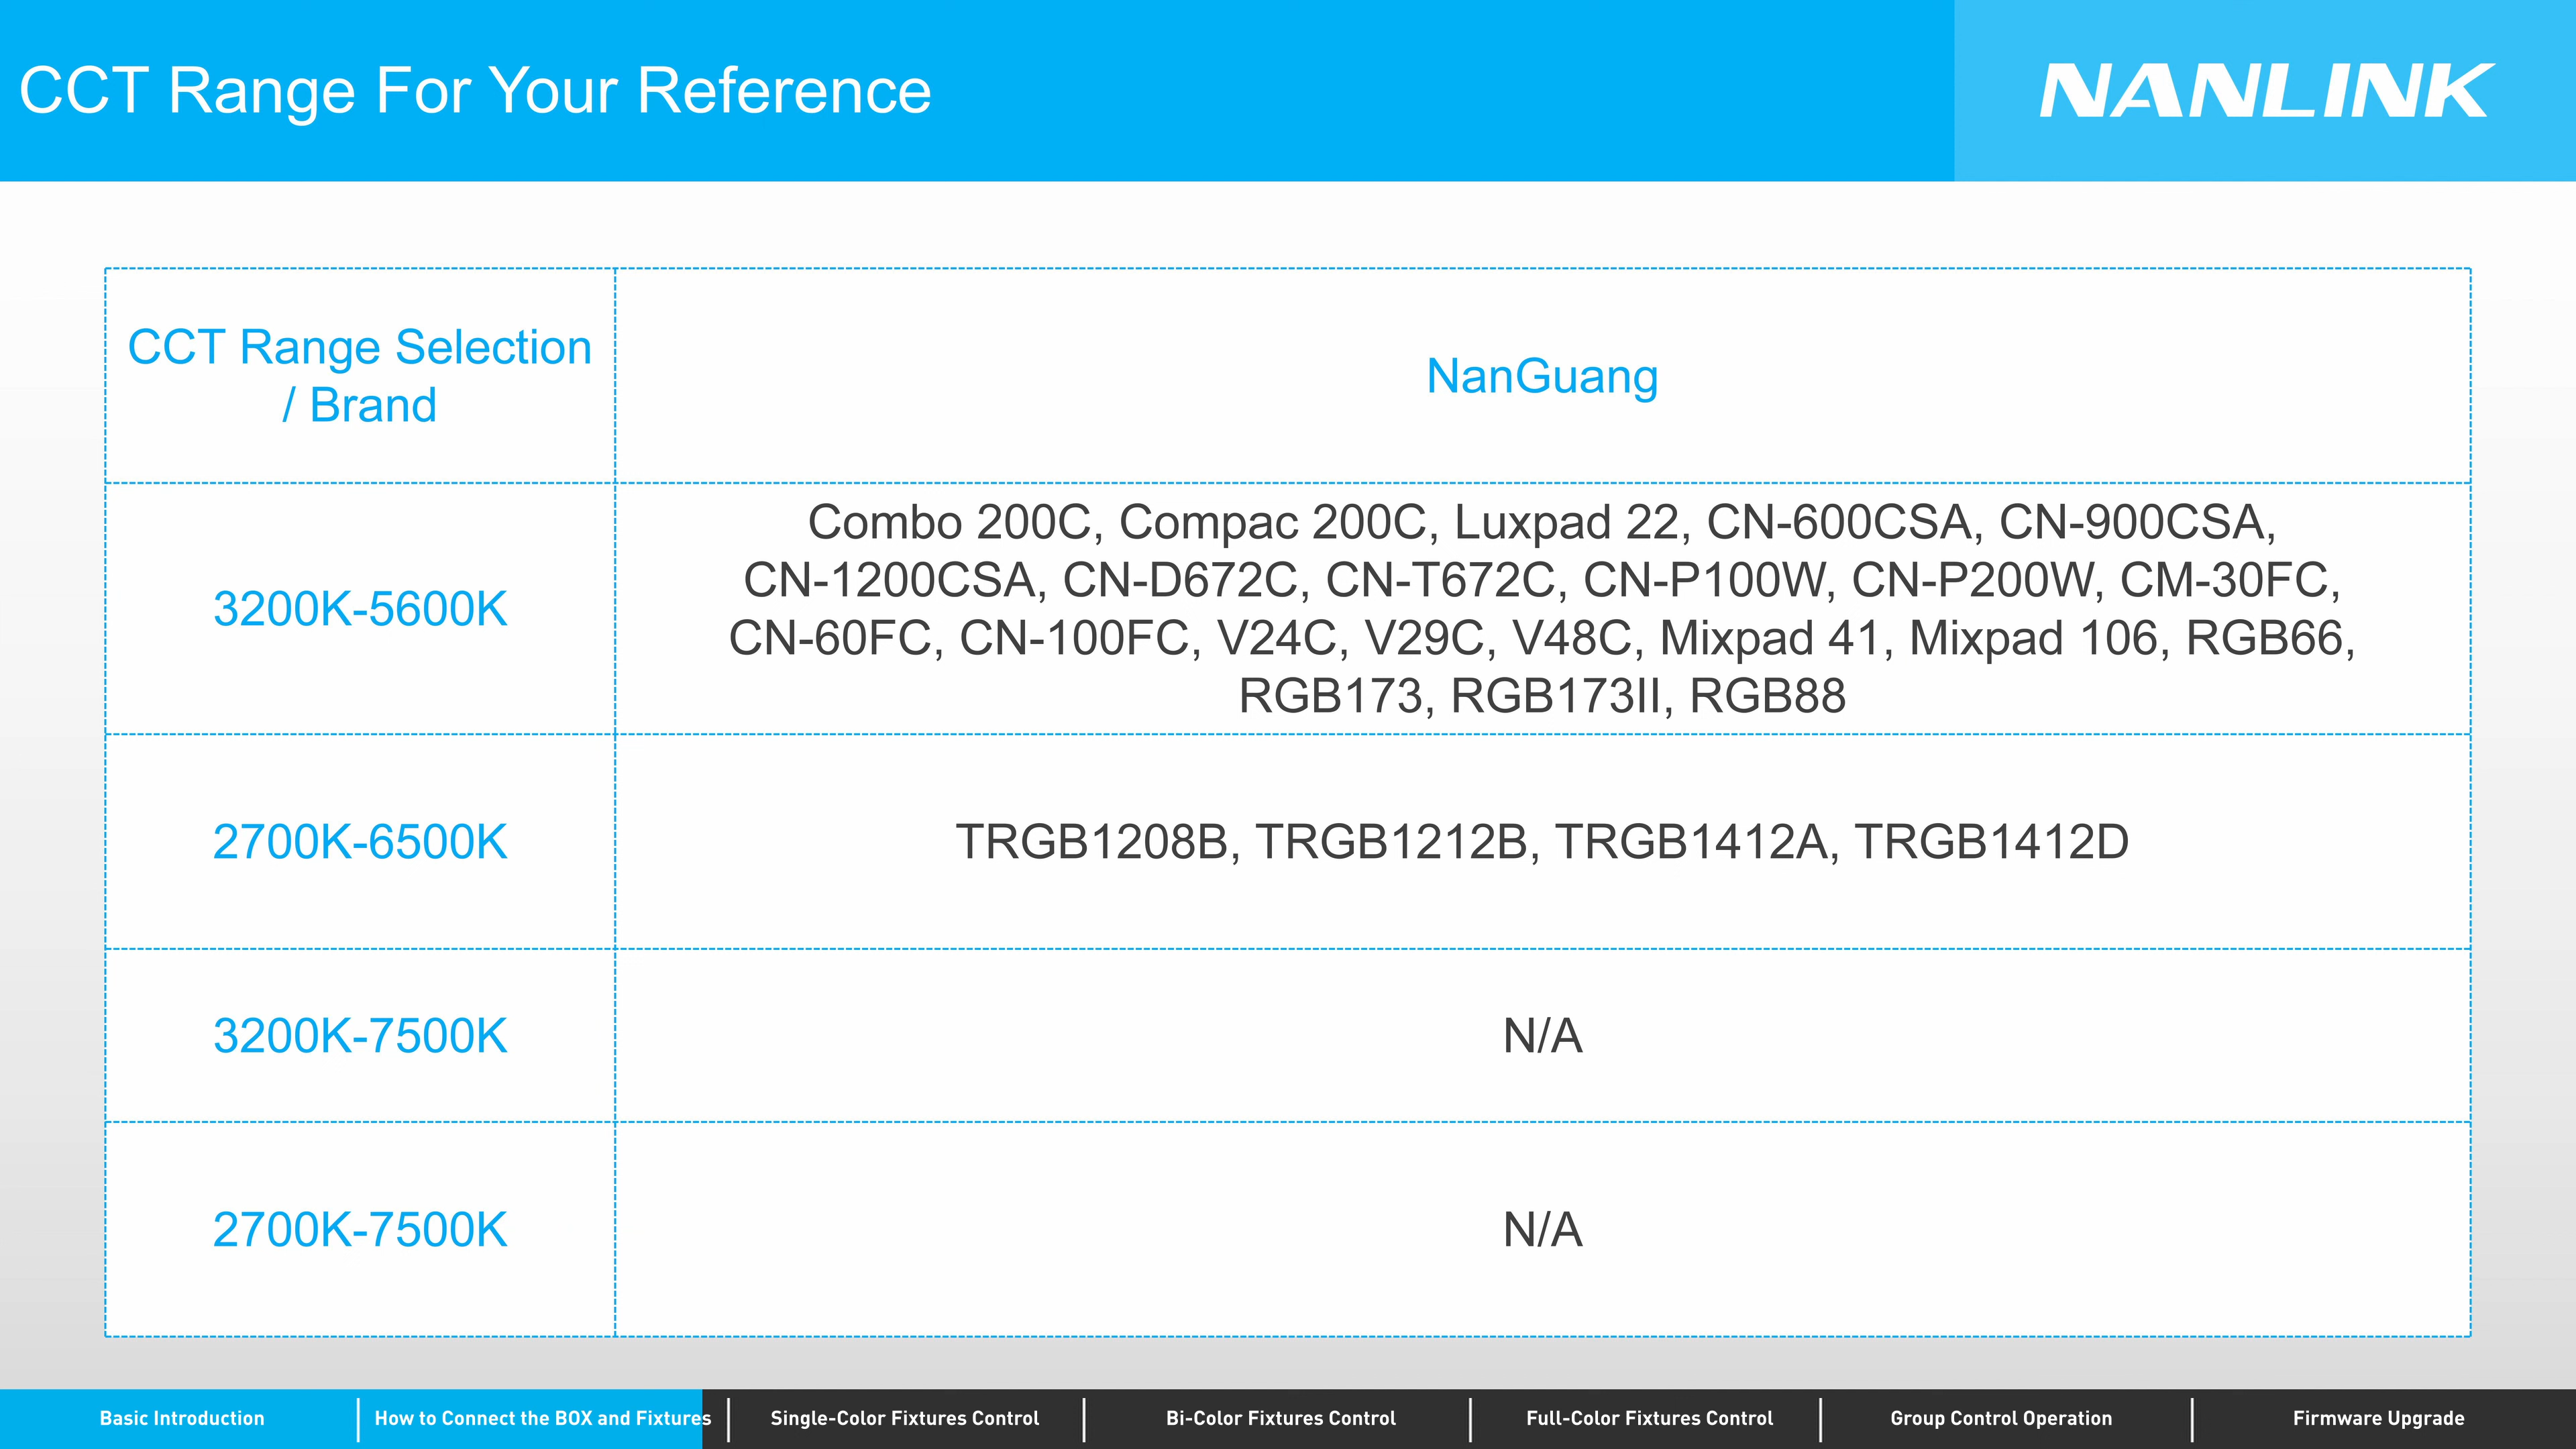 CCT Range For Your Reference
NANLINK
CCT Range Selection
/ Brand
NanGuang
3200K-5600K
Combo 200C, Compac 200C, Luxpad 22, CN-600CSA, CN-900CSA,
CN-1200CSA, CN-D672C, CN-T672C, CN-P100W, CN-P200W, CM-30FC,
CN-60FC, CN-100FC, V24C, V29C, V48C, Mixpad 41, Mixpad 106, RGB66,
RGB173, RGB173II, RGB88
2700K-6500K
TRGB1208B, TRGB1212B, TRGB1412A, TRGB1412D
3200K-7500K
N/A
2700K-7500K
N/A
Basic Introduction
How to Connect the BOX and Fixtures
Single-Color Fixtures Control
Bi-Color Fixtures Control
Full-Color Fixtures Control
Group Control Operation
Firmware Upgrade